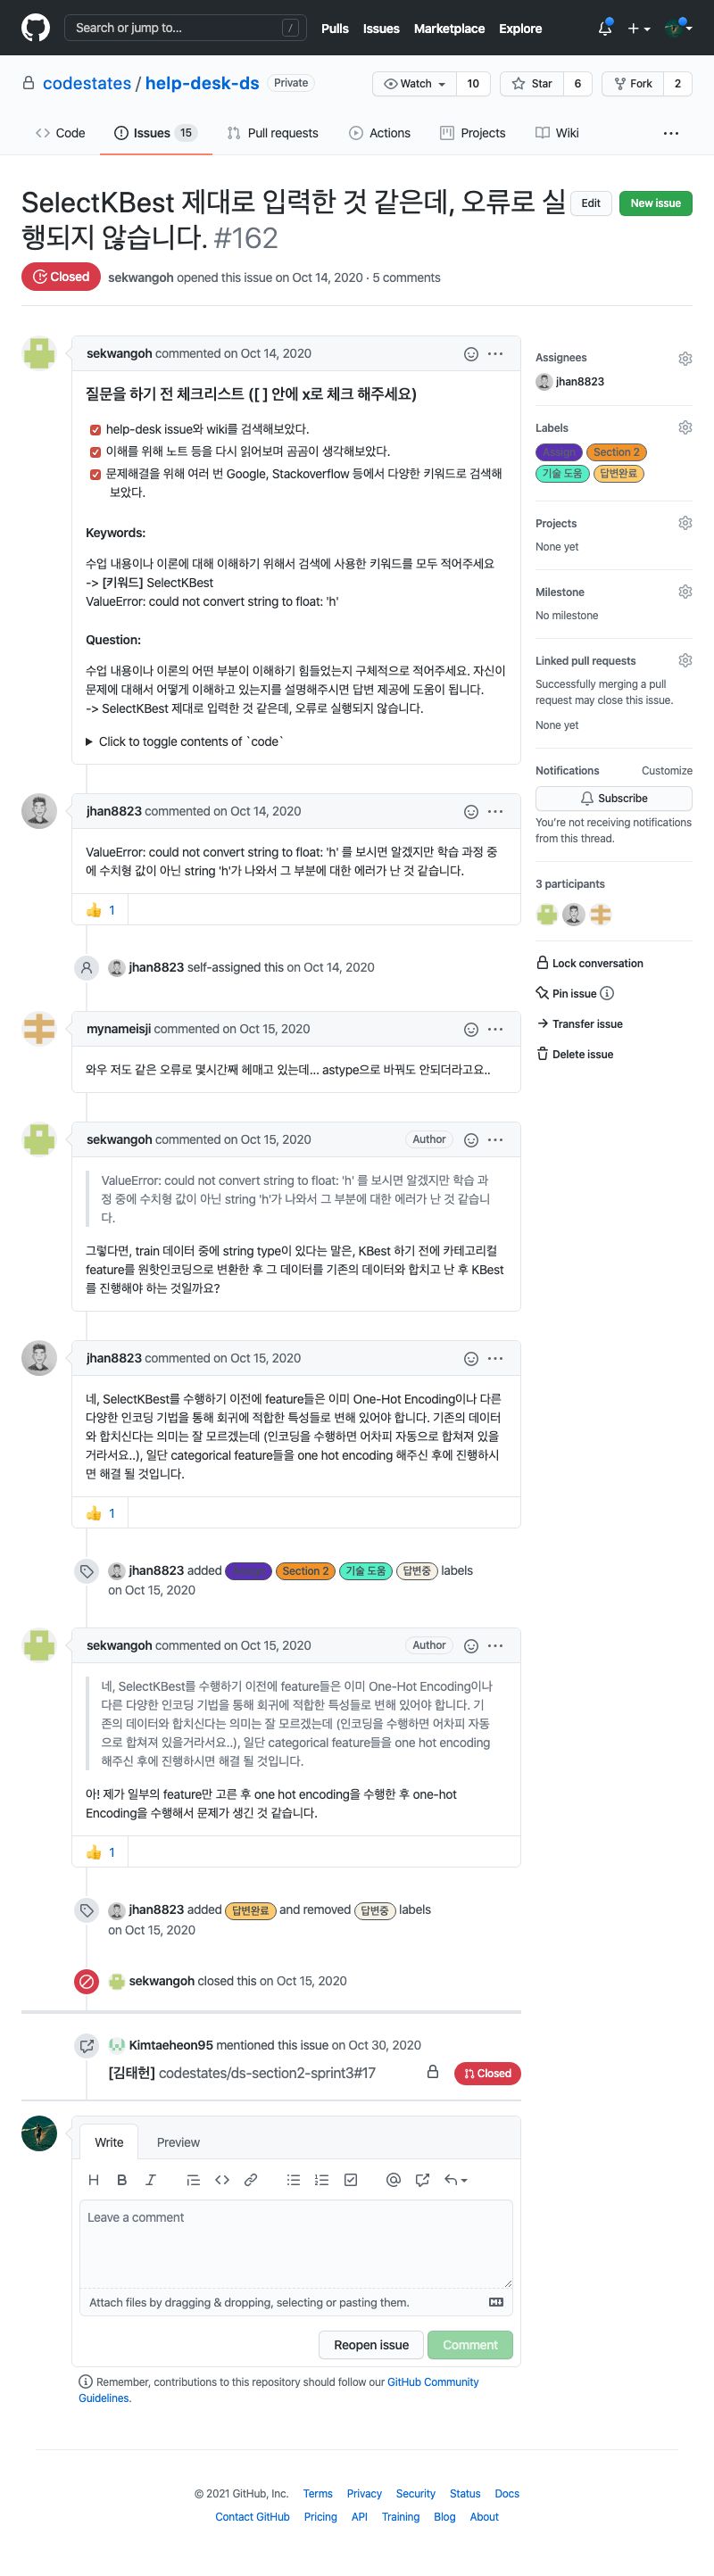 Search or jump to... /
Pulls Issues Marketplace Explore
codestates / help-desk-ds Private
Watch 10 Star 6 Fork 2
Code Issues 15 Pull requests Actions Projects Wiki
SelectKBest 제대로 입력한 것 같은데, 오류로 실
행되지 않습니다. #162
Edit New issue
Closed sekwangoh opened this issue on Oct 14, 2020 · 5 comments
sekwangoh commented on Oct 14, 2020
질문을 하기 전 체크리스트 ([ ] 안에 x로 체크 해주세요)
help-desk issue와 wiki를 검색해보았다.
이해를 위해 노트 등을 다시 읽어보며 곰곰이 생각해보았다.
문제해결을 위해 여러 번 Google, Stackoverflow 등에서 다양한 키워드로 검색해
보았다.
Keywords:
수업 내용이나 이론에 대해 이해하기 위해서 검색에 사용한 키워드를 모두 적어주세요
-> [키워드] SelectKBest
ValueError: could not convert string to float: 'h'
Question:
수업 내용이나 이론의 어떤 부분이 이해하기 힘들었는지 구체적으로 적어주세요. 자신이
문제에 대해서 어떻게 이해하고 있는지를 설명해주시면 답변 제공에 도움이 됩니다.
-> SelectKBest 제대로 입력한 것 같은데, 오류로 실행되지 않습니다.
Click to toggle contents of `code`
jhan8823 commented on Oct 14, 2020
ValueError: could not convert string to float: 'h' 를 보시면 알겠지만 학습 과정 중
에 수치형 값이 아닌 string 'h'가 나와서 그 부분에 대한 에러가 난 것 같습니다.
1
jhan8823 self-assigned this on Oct 14, 2020
mynameisji commented on Oct 15, 2020
와우 저도 같은 오류로 몇시간째 헤매고 있는데... astype으로 바꿔도 안되더라고요..
sekwangoh commented on Oct 15, 2020 Author
ValueError: could not convert string to float: 'h' 를 보시면 알겠지만 학습 과
정 중에 수치형 값이 아닌 string 'h'가 나와서 그 부분에 대한 에러가 난 것 같습니
다.
그렇다면, train 데이터 중에 string type이 있다는 말은, KBest 하기 전에 카테고리컬
feature를 원핫인코딩으로 변환한 후 그 데이터를 기존의 데이터와 합치고 난 후 KBest
를 진행해야 하는 것일까요?
jhan8823 commented on Oct 15, 2020
네, SelectKBest를 수행하기 이전에 feature들은 이미 One-Hot Encoding이나 다른
다양한 인코딩 기법을 통해 회귀에 적합한 특성들로 변해 있어야 합니다. 기존의 데이터
와 합치신다는 의미는 잘 모르겠는데 (인코딩을 수행하면 어차피 자동으로 합쳐져 있을
거라서요..), 일단 categorical feature들을 one hot encoding 해주신 후에 진행하시
면 해결 될 것입니다.
1
jhan8823 added Assign Section 2 기술 도움 답변중 labels
on Oct 15, 2020
sekwangoh commented on Oct 15, 2020 Author
네, SelectKBest를 수행하기 이전에 feature들은 이미 One-Hot Encoding이나
다른 다양한 인코딩 기법을 통해 회귀에 적합한 특성들로 변해 있어야 합니다. 기
존의 데이터와 합치신다는 의미는 잘 모르겠는데 (인코딩을 수행하면 어차피 자동
으로 합쳐져 있을거라서요..), 일단 categorical feature들을 one hot encoding
해주신 후에 진행하시면 해결 될 것입니다.
아! 제가 일부의 feature만 고른 후 one hot encoding을 수행한 후 one-hot
Encoding을 수행해서 문제가 생긴 것 같습니다.
1
jhan8823 added 답변완료 and removed 답변중 labels
on Oct 15, 2020
sekwangoh closed this on Oct 15, 2020
Kimtaeheon95 mentioned this issue on Oct 30, 2020
[김태헌] codestates/ds-section2-sprint3#17 Closed
Write Preview
Leave a comment
Attach files by dragging & dropping, selecting or pasting them.
Reopen issue Comment
Remember, contributions to this repository should follow our GitHub Community
Guidelines.
Assignees
jhan8823
Labels
Assign Section 2
기술 도움 답변완료
Projects
None yet
Milestone
No milestone
Linked pull requests
Successfully merging a pull
request may close this issue.
None yet
Notifications Customize
Subscribe
You're not receiving notifications
from this thread.
3 participants
Lock conversation
Pin issue
Transfer issue
Delete issue
© 2021 GitHub, Inc. Terms Privacy Security Status Docs
Contact GitHub Pricing API Training Blog About